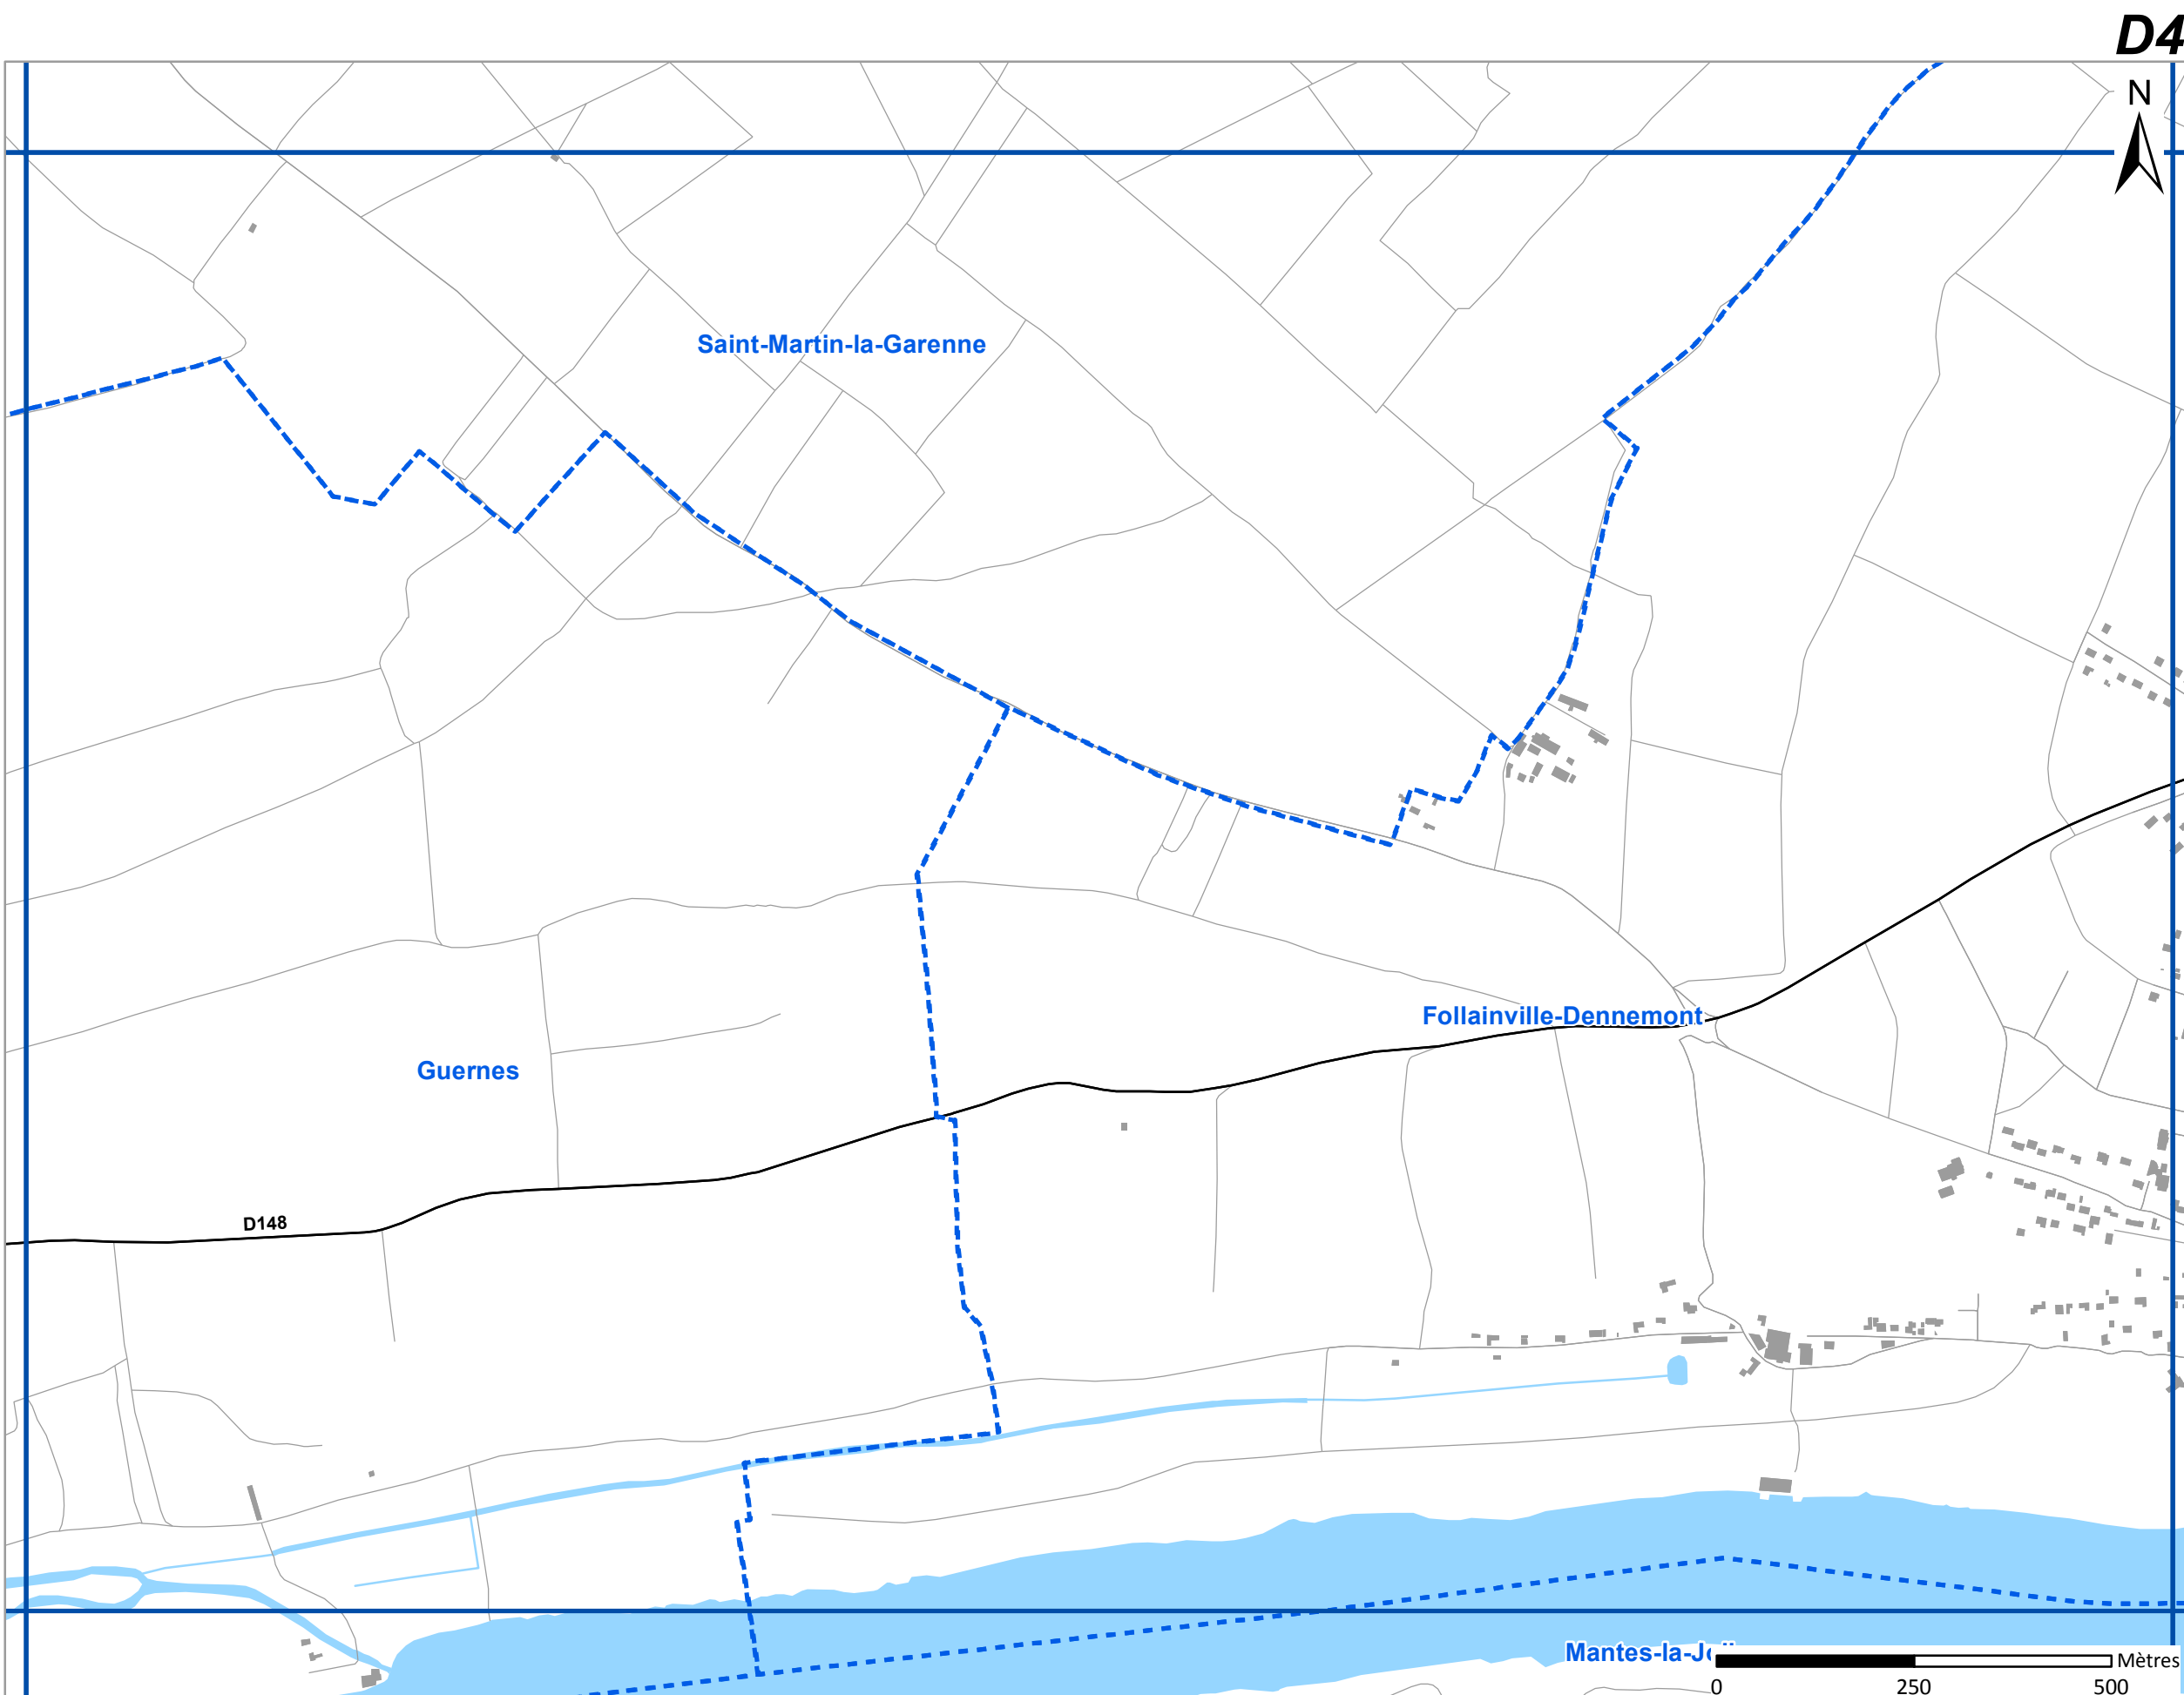 D4
N
Saint-Martin-la-Garenne
Follainville-Dennemont
Guernes
D148
Mètres
0 250 500